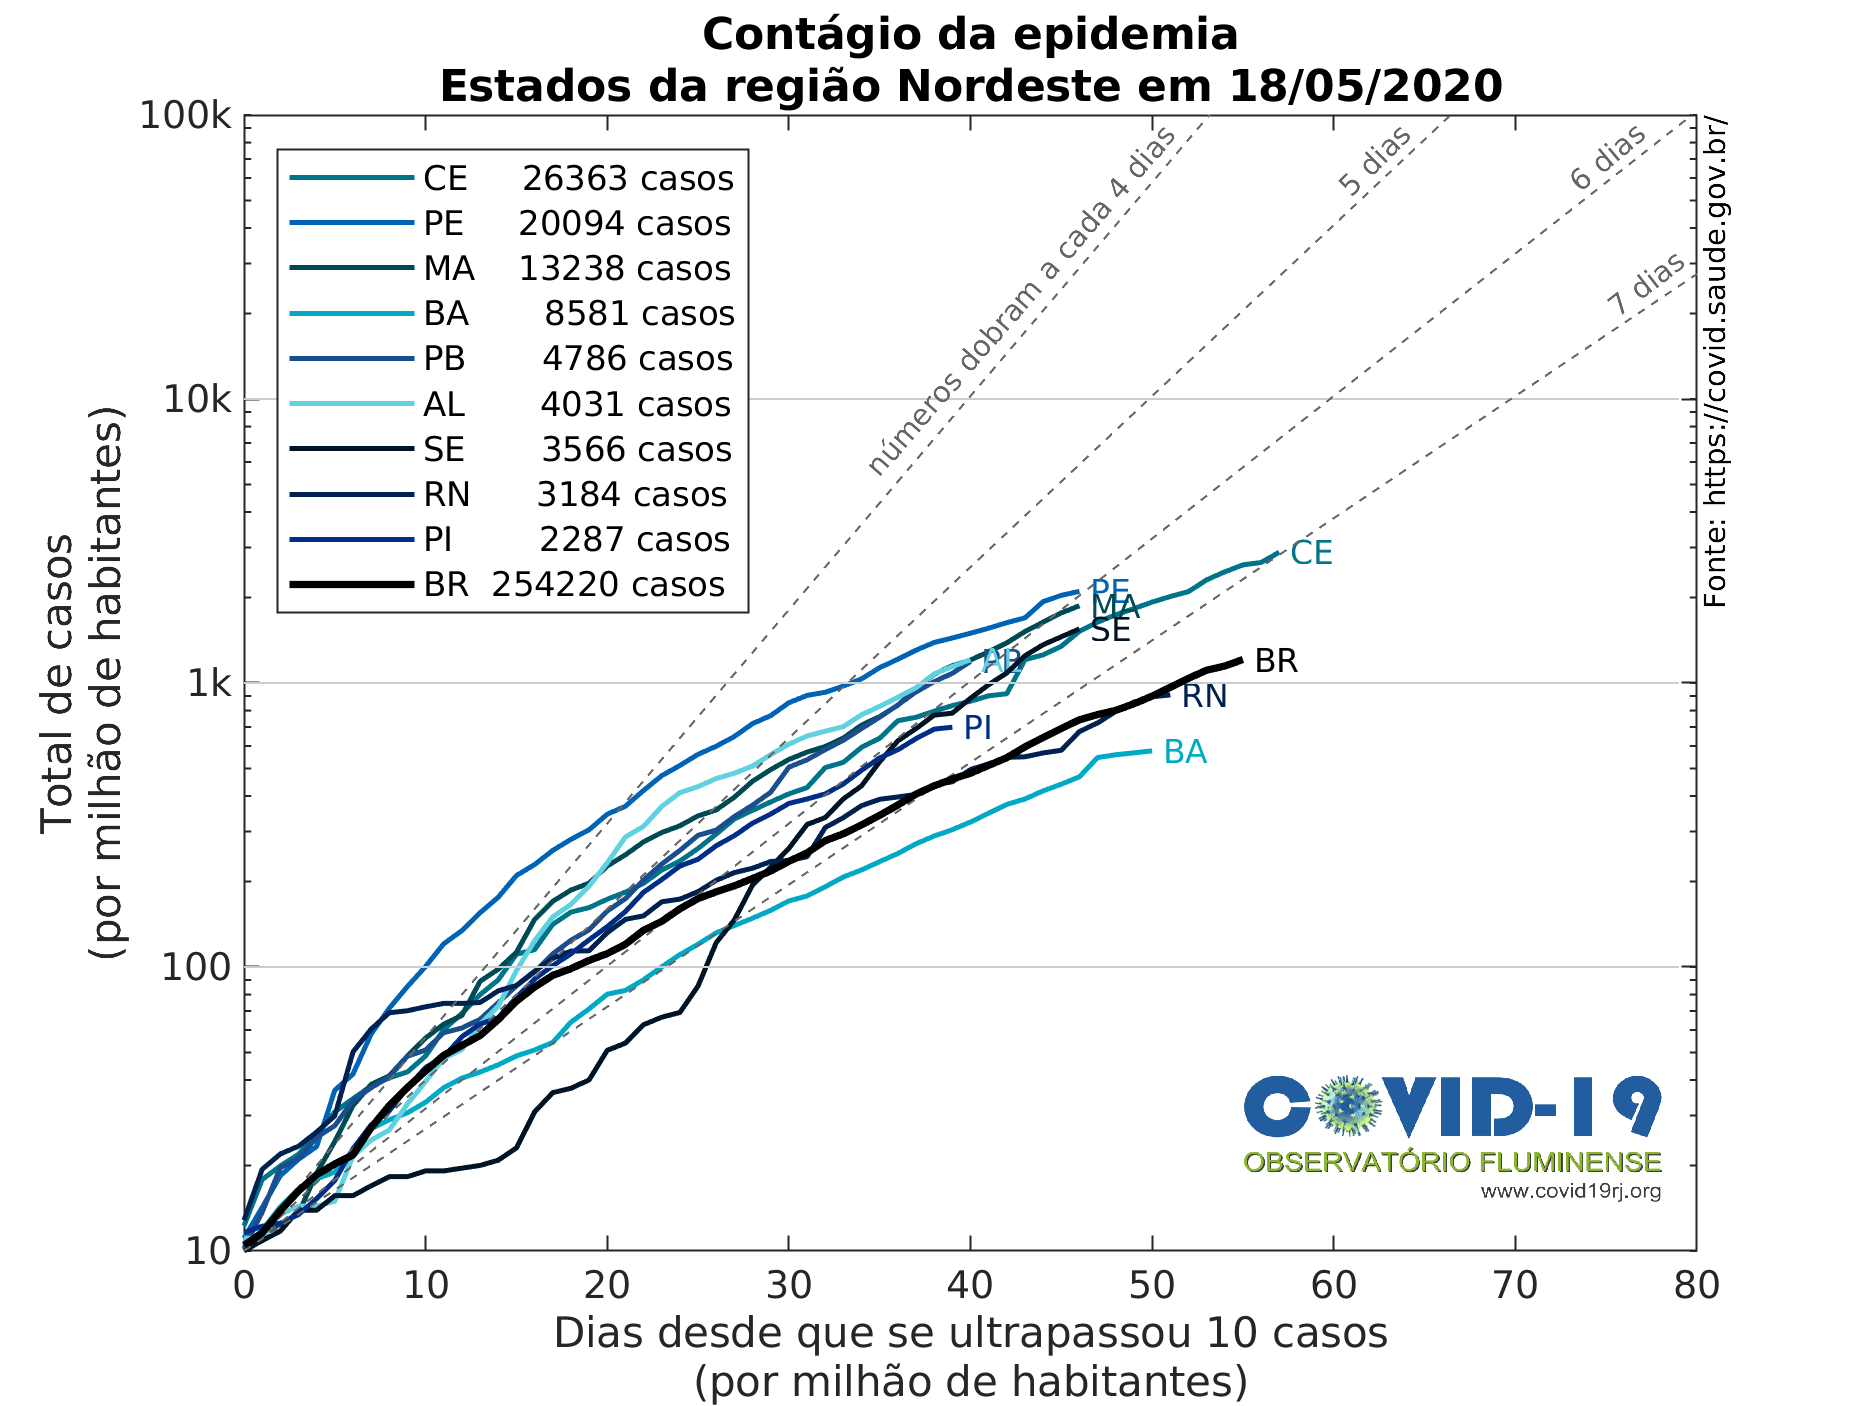 Contágio da epidemia
Estados da região Nordeste em 18/05/2020
100k
10k
1k
100
10
Total de casos
(por milhão de habitantes)
CE 26363 casos
PE 20094 casos
MA 13238 casos
BA 8581 casos
PB 4786 casos
AL 4031 casos
SE 3566 casos
RN 3184 casos
PI 2287 casos
BR 254220 casos
números dobram a cada 4 dias
5 dias
6 dias
7 dias
Fonte: https://covid.saude.gov.br/
CE
PE
MA
SE
AL
PB
BR
RN
PI
BA
COVID-19
OBSERVATÓRIO FLUMINENSE
www.covid19rj.org
0 10 20 30 40 50 60 70 80
Dias desde que se ultrapassou 10 casos
(por milhão de habitantes)